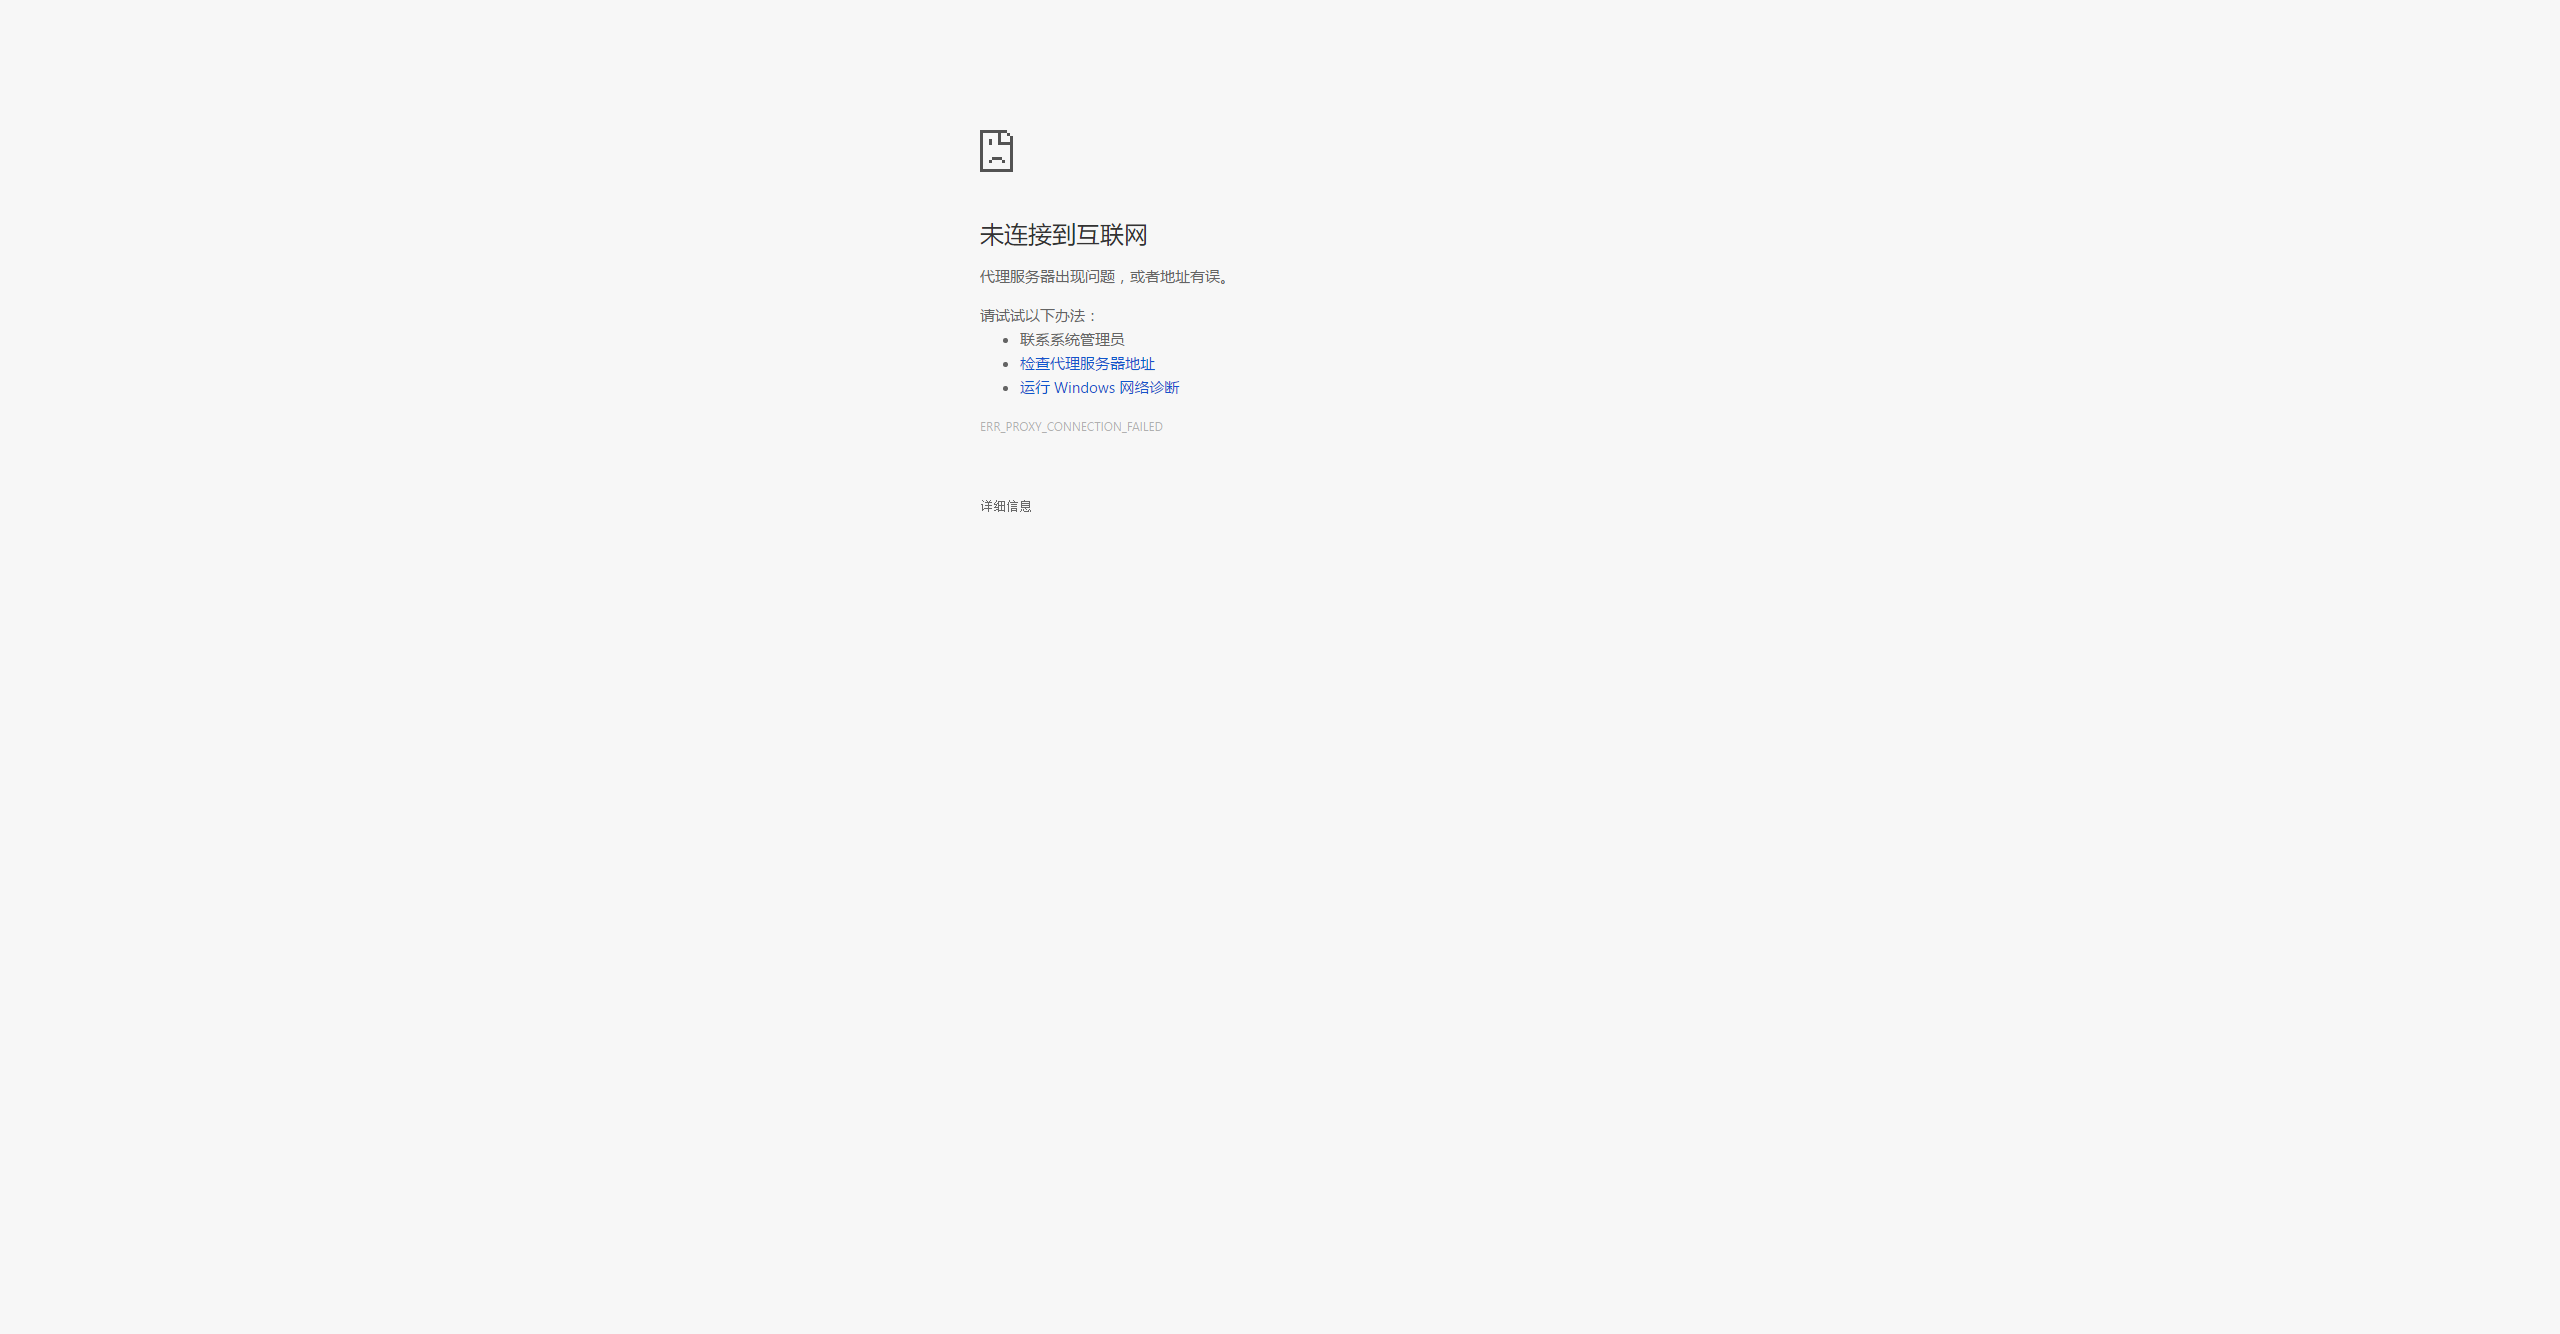 未连接到互联网
代理服务器出现问题，或者地址有误。
请试试以下办法：
联系系统管理员
检查代理服务器地址
运行 Windows 网络诊断
ERR_PROXY_CONNECTION_FAILED
详细信息